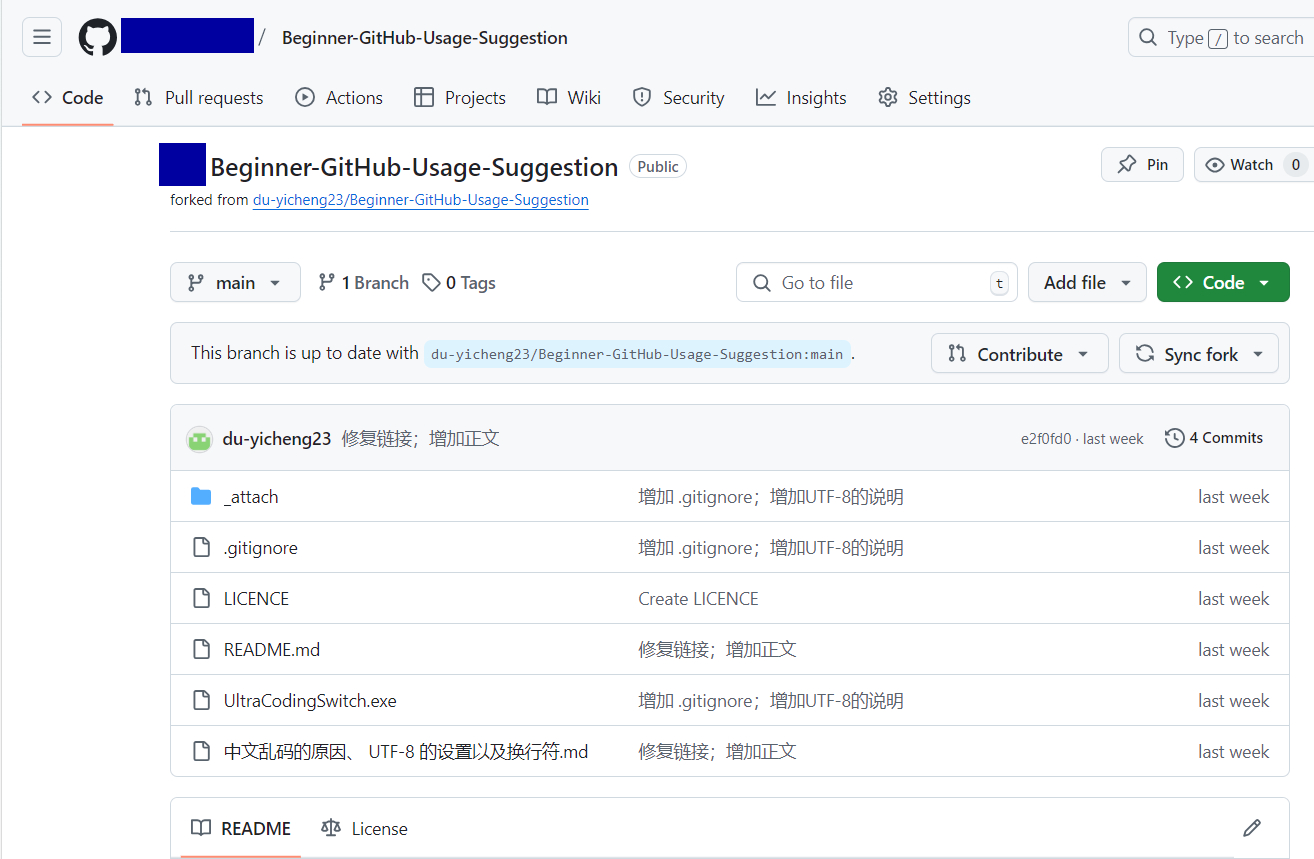 / Beginner-GitHub-Usage-Suggestion Type / to search
Code Pull requests Actions Projects Wiki Security Insights Settings
Beginner-GitHub-Usage-Suggestion Public Pin Watch 0
forked from du-yicheng23/Beginner-GitHub-Usage-Suggestion
main 1 Branch 0 Tags Go to file t Add file Code
This branch is up to date with du-yicheng23/Beginner-GitHub-Usage-Suggestion:main . Contribute Sync fork
du-yicheng23 修复链接；增加正文 e2f0fd0 · last week 4 Commits
_attach 增加 .gitignore；增加UTF-8的说明 last week
.gitignore 增加 .gitignore；增加UTF-8的说明 last week
LICENCE Create LICENCE last week
README.md 修复链接；增加正文 last week
UltraCodingSwitch.exe 增加 .gitignore；增加UTF-8的说明 last week
中文乱码的原因、 UTF-8 的设置以及换行符.md 修复链接；增加正文 last week
README License